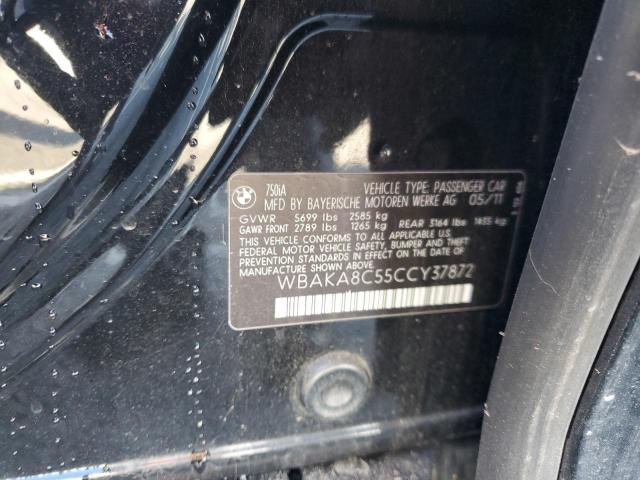 BMW
750iA VEHICLE TYPE: PASSENGER CAR
MFD BY BAYERISCHE MOTOREN WERKE AG 05/11
GVWR 5699 lbs 2585 kg
GAWR FRONT 2789 lbs 1265 kg REAR 3164 lbs 1435 kg
THIS VEHICLE CONFORMS TO ALL APPLICABLE U.S.
FEDERAL MOTOR VEHICLE SAFETY, BUMPER AND THEFT
PREVENTION STANDARDS IN EFFECT ON THE DATE OF
MANUFACTURE SHOWN ABOVE.
WBAKA8C55CCY37872